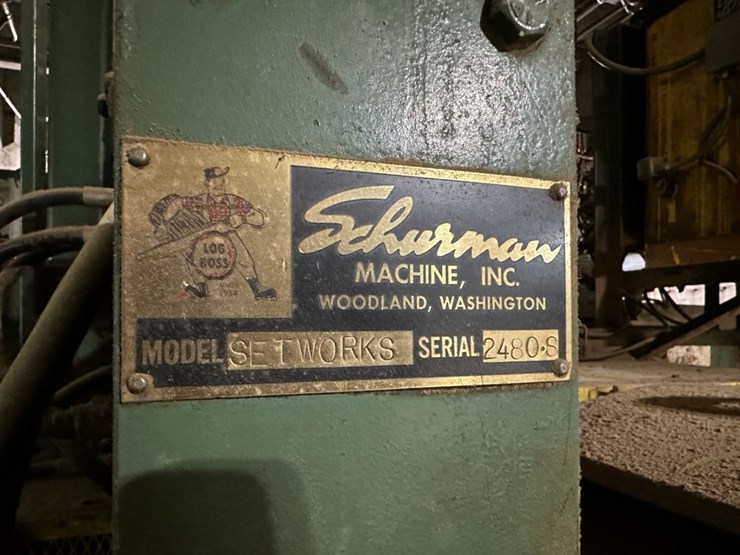 LOG
BOSS
Schurman
MACHINE, INC.
WOODLAND, WASHINGTON
MODEL SETWORKS SERIAL 2480-S